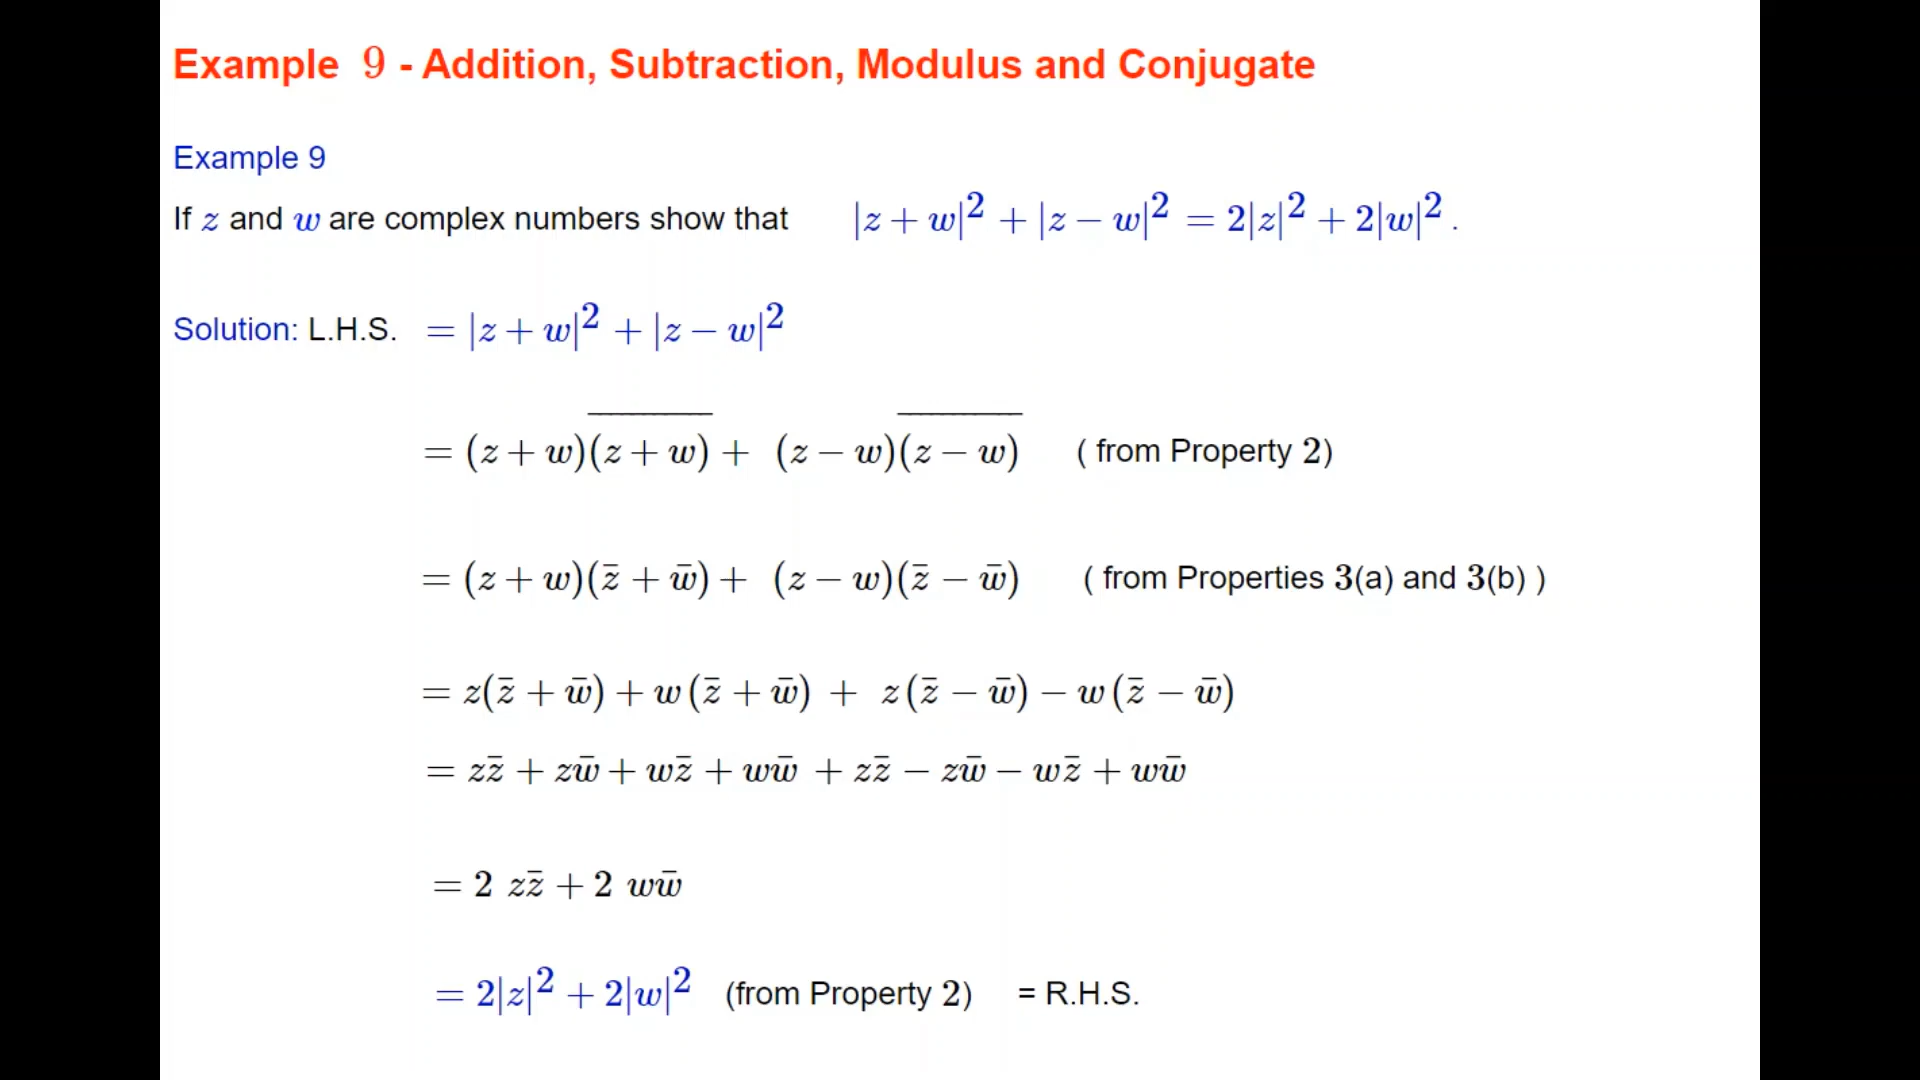 Example 9 - Addition, Subtraction, Modulus and Conjugate
Example 9
If z and w are complex numbers show that |z + w|² + |z − w|² = 2|z|² + 2|w|² .
Solution: L.H.S. = |z + w|² + |z − w|²
= (z + w)\overline{(z + w)} + (z − w)\overline{(z − w)} ( from Property 2)
= (z + w)(z̄ + w̄) + (z − w)(z̄ − w̄) ( from Properties 3(a) and 3(b) )
= z(z̄ + w̄) + w(z̄ + w̄) + z(z̄ − w̄) − w(z̄ − w̄)
= zz̄ + zw̄ + wz̄ + ww̄ + zz̄ − zw̄ − wz̄ + ww̄
= 2 zz̄ + 2 ww̄
= 2|z|² + 2|w|² (from Property 2) = R.H.S.